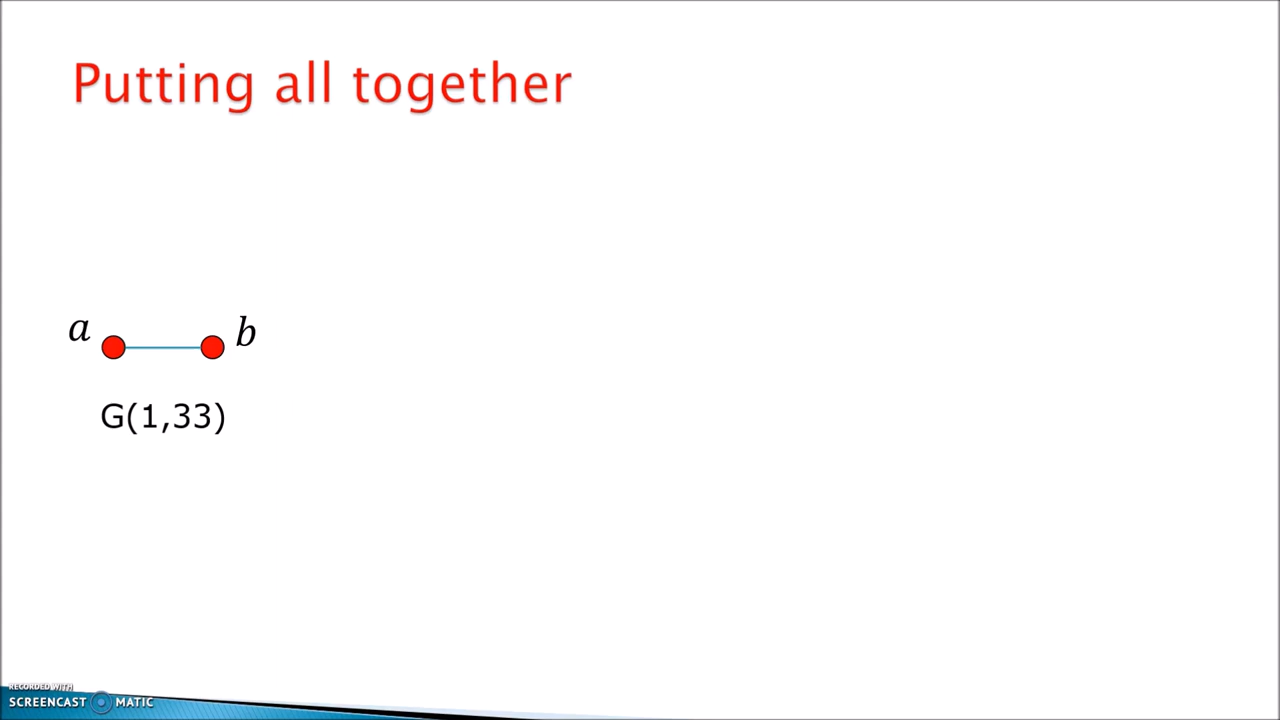 Putting all together
a
b
G(1,33)
RECORDED WITH
SCREENCAST MATIC